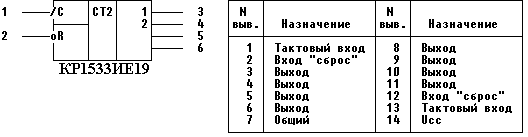 1 /C CT2 1 3
2 4
2 oR 5
6
КР1533ИЕ19
N выв. Назначение N выв. Назначение
1 Тактовый вход 8 Выход
2 Вход "сброс" 9 Выход
3 Выход 10 Выход
4 Выход 11 Выход
5 Выход 12 Вход "сброс"
6 Выход 13 Тактовый вход
7 Общий 14 Ucc